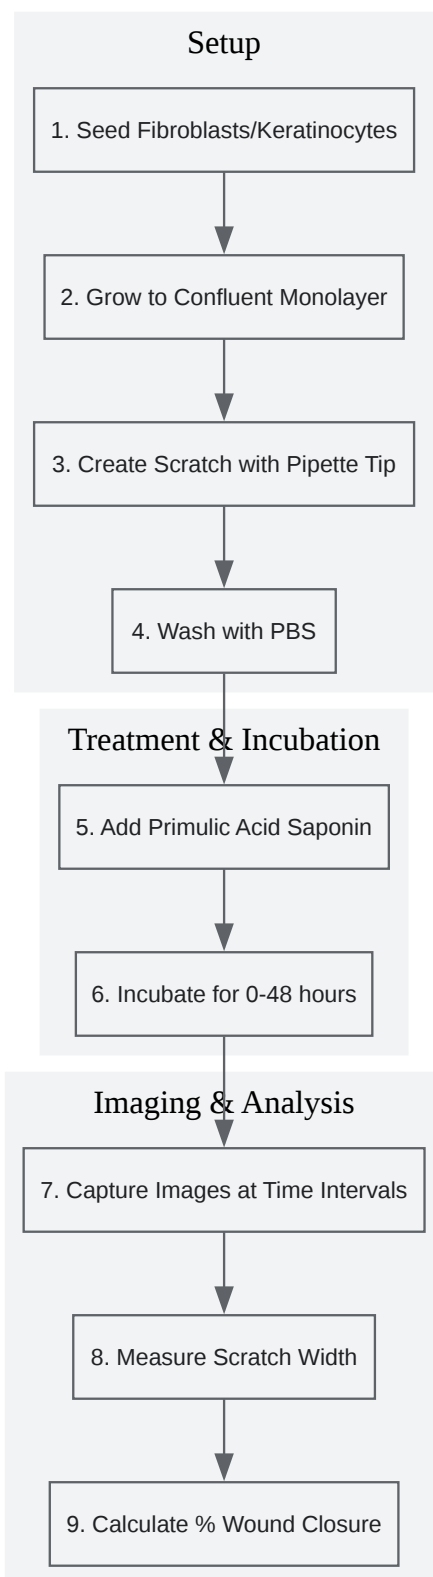 Setup
1. Seed Fibroblasts/Keratinocytes
2. Grow to Confluent Monolayer
3. Create Scratch with Pipette Tip
4. Wash with PBS
Treatment & Incubation
5. Add Primulic Acid Saponin
6. Incubate for 0-48 hours
Imaging & Analysis
7. Capture Images at Time Intervals
8. Measure Scratch Width
9. Calculate % Wound Closure